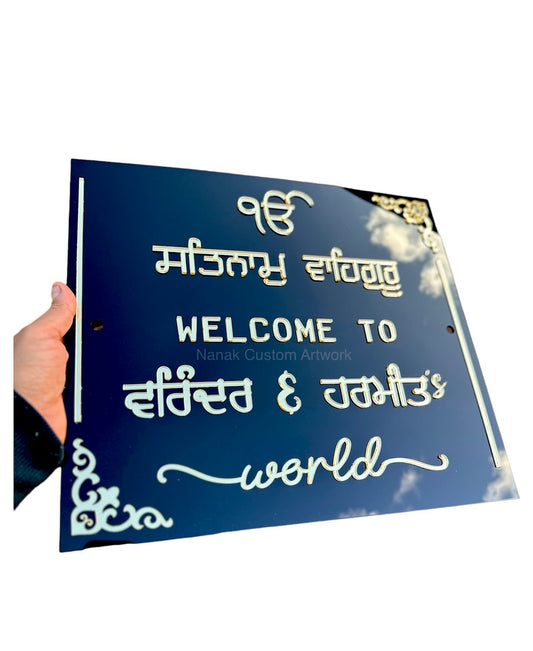 ੴ
ਸਤਿਨਾਮੁ ਵਾਹਿਗੁਰੂ
WELCOME TO
Nanak Custom Artwork
ਵਰਿੰਦਰ & ਹਰਮੀਤ's
world